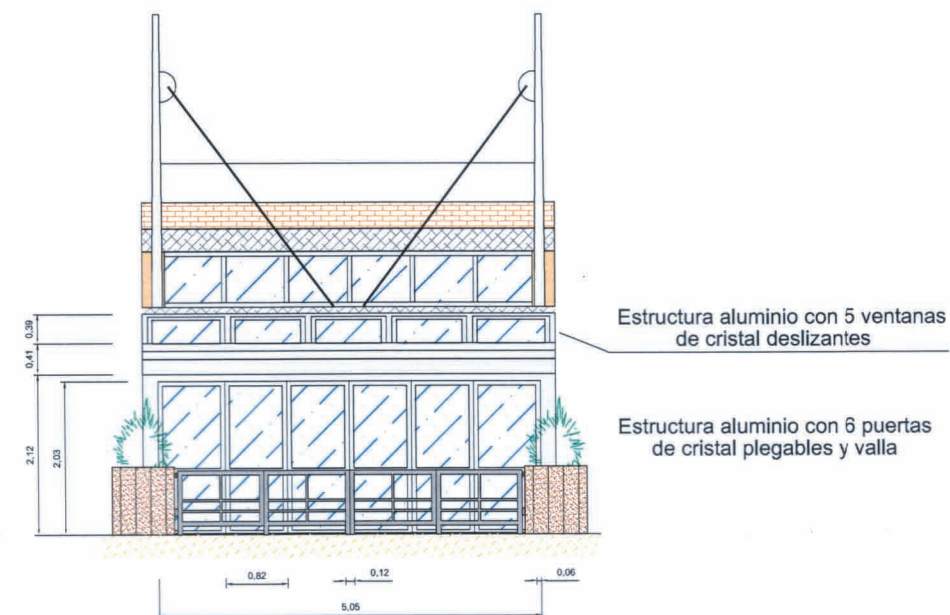 Estructura aluminio con 5 ventanas
de cristal deslizantes
Estructura aluminio con 6 puertas
de cristal plegables y valla
0,39
0,41
2,12
2,03
0,82
0,12
0,06
5,05